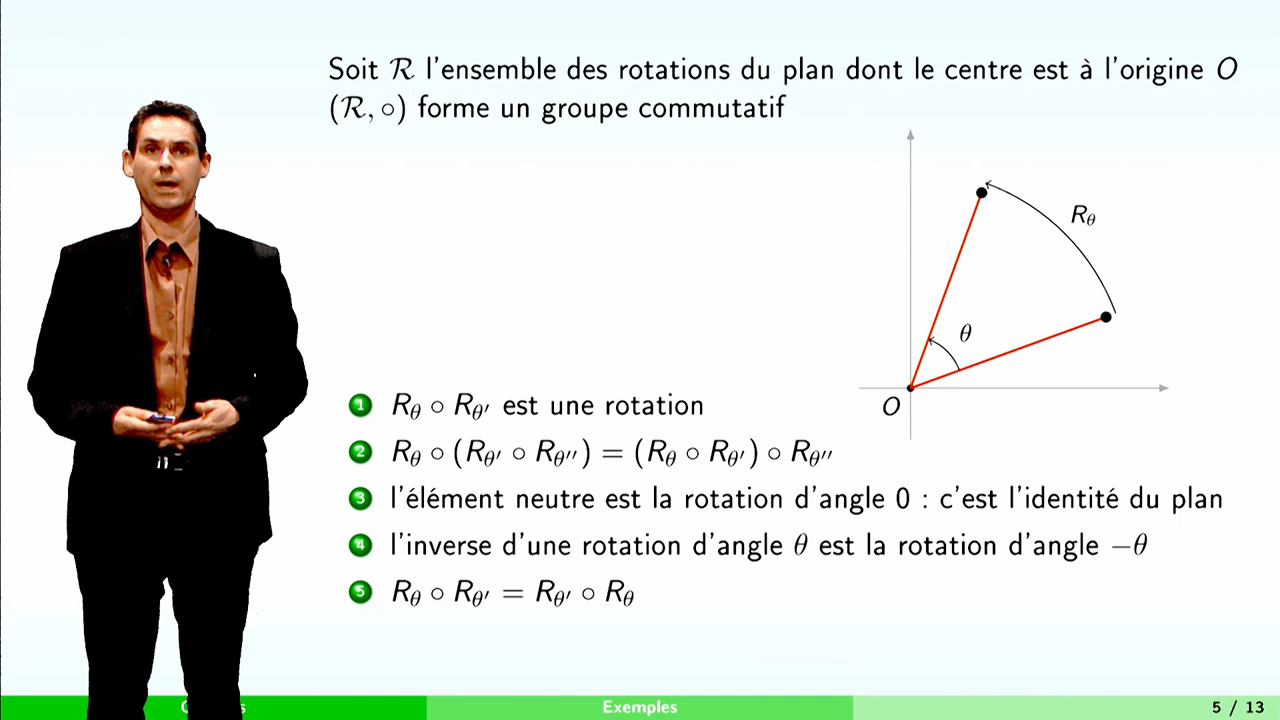 Soit ℛ l'ensemble des rotations du plan dont le centre est à l'origine O
(ℛ, ∘) forme un groupe commutatif
R_θ
θ
O
1 R_θ ∘ R_θ′ est une rotation
2 R_θ ∘ (R_θ′ ∘ R_θ″) = (R_θ ∘ R_θ′) ∘ R_θ″
3 l'élément neutre est la rotation d'angle 0 : c'est l'identité du plan
4 l'inverse d'une rotation d'angle θ est la rotation d'angle −θ
5 R_θ ∘ R_θ′ = R_θ′ ∘ R_θ
Exemples
5 / 13